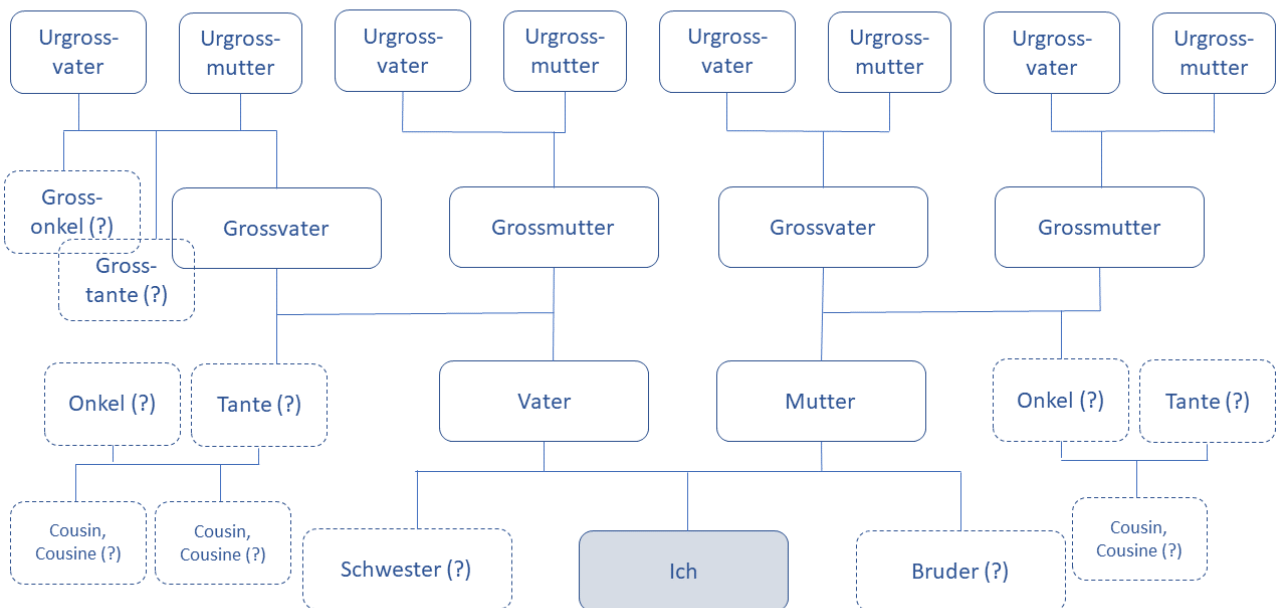 Urgross-
vater
Urgross-
mutter
Urgross-
vater
Urgross-
mutter
Urgross-
vater
Urgross-
mutter
Urgross-
vater
Urgross-
mutter
Gross-
onkel (?)
Gross-
tante (?)
Grossvater
Grossmutter
Grossvater
Grossmutter
Onkel (?)
Tante (?)
Vater
Mutter
Onkel (?)
Tante (?)
Cousin,
Cousine (?)
Cousin,
Cousine (?)
Schwester (?)
Ich
Bruder (?)
Cousin,
Cousine (?)